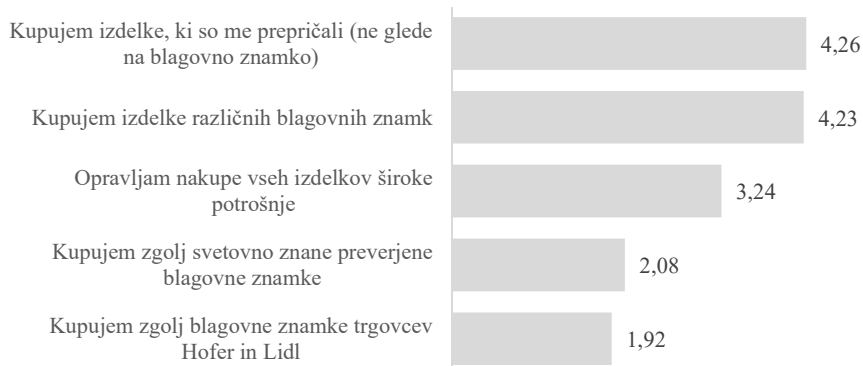 Kupujem izdelke, ki so me prepričali (ne glede
na blagovno znamko)
4,26
Kupujem izdelke različnih blagovnih znamk
4,23
Opravljam nakupe vseh izdelkov široke
potrošnje
3,24
Kupujem zgolj svetovno znane preverjene
blagovne znamke
2,08
Kupujem zgolj blagovne znamke trgovcev
Hofer in Lidl
1,92